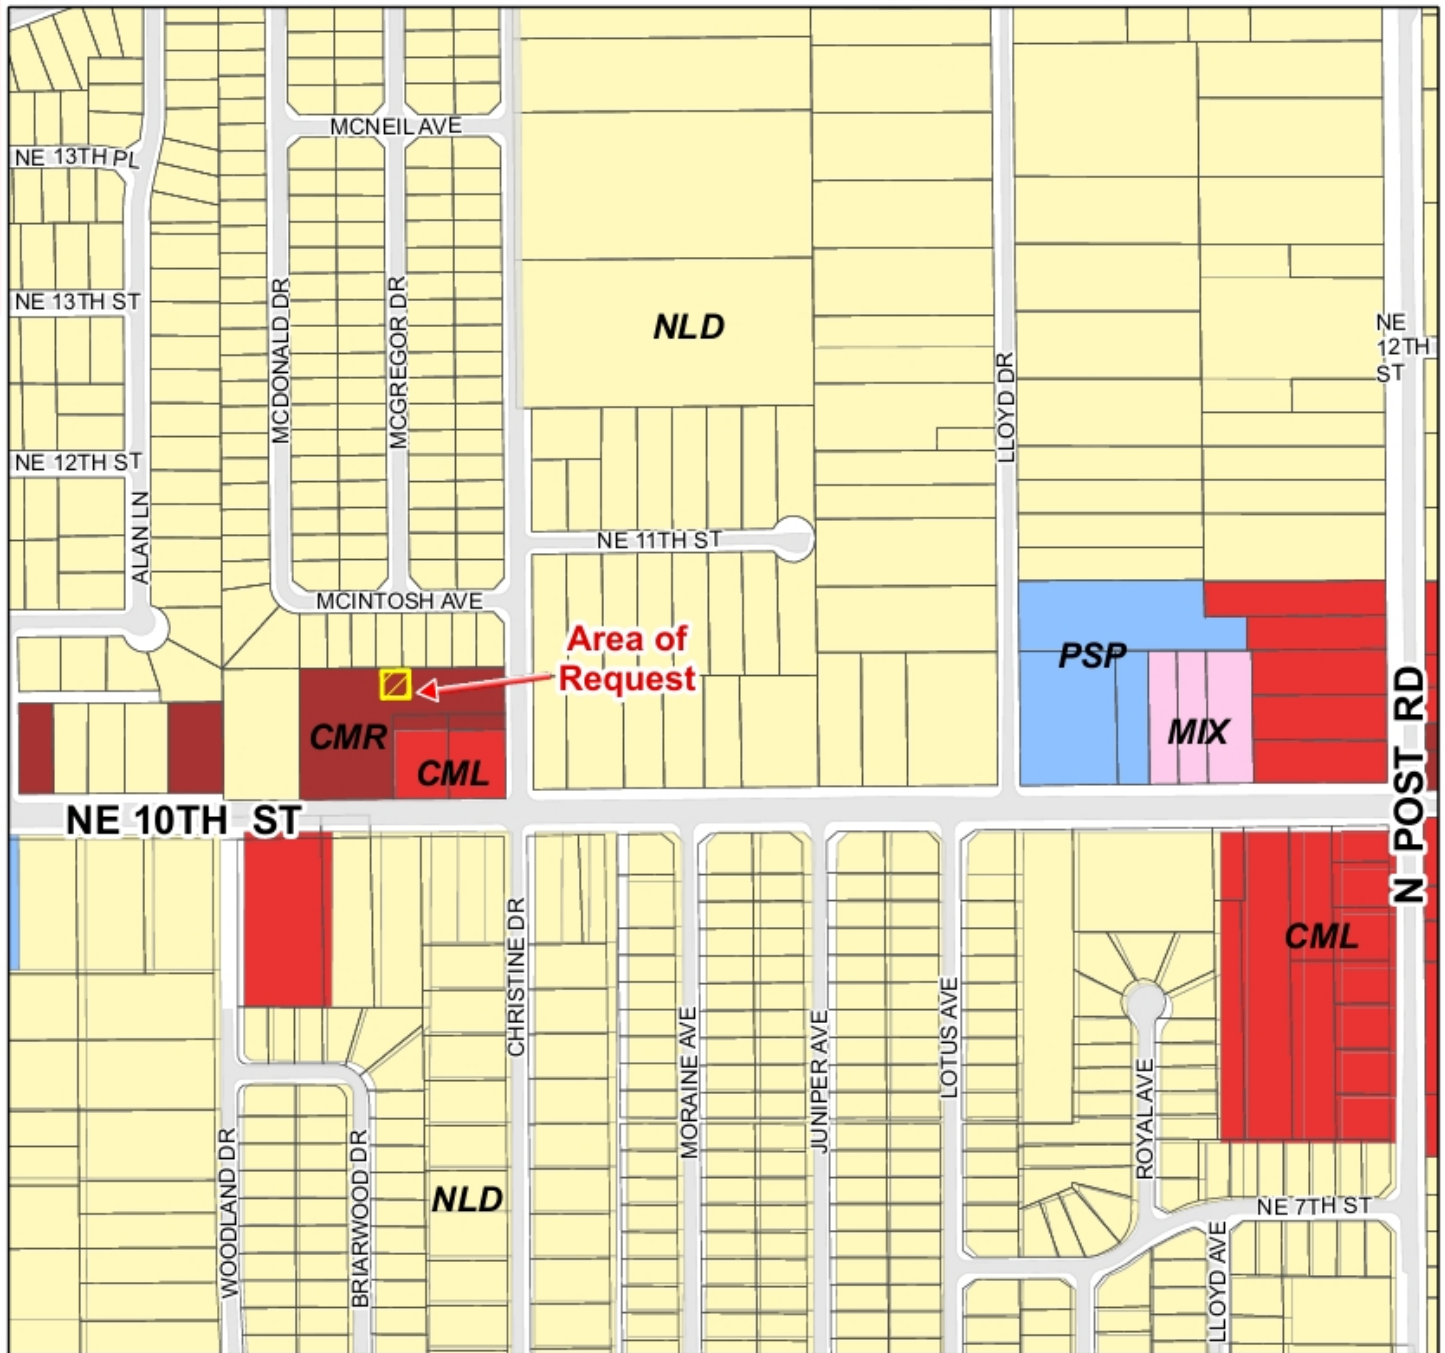 MCNEIL AVE
NE 13TH PL
MCDONALD DR
MCGREGOR DR
NE 13TH ST
NLD
NE
12TH
ST
LLOYD DR
NE 12TH ST
ALAN LN
NE 11TH ST
MCINTOSH AVE
Area of
Request
PSP
CMR
MIX
CML
N POST RD
NE 10TH ST
CML
CHRISTINE DR
MORAINE AVE
JUNIPER AVE
LOTUS AVE
ROYAL AVE
WOODLAND DR
BRIARWOOD DR
NLD
NE 7TH ST
LLOYD AVE